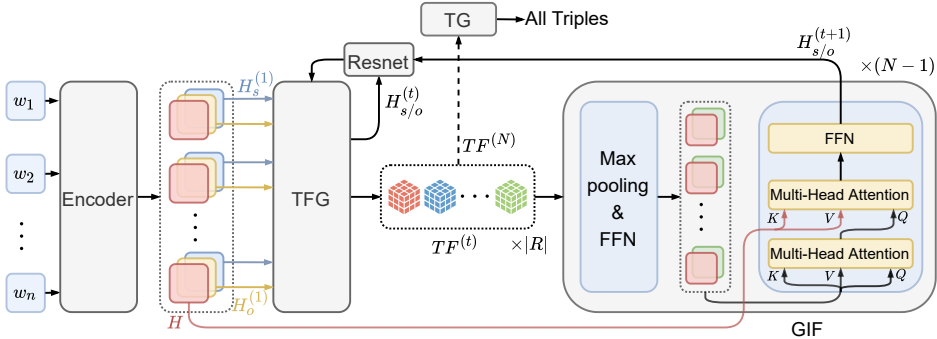 TG
All Triples
Resnet
H_{s/o}^{(t+1)}
×(N − 1)
w_1
H_s^{(1)}
H_{s/o}^{(t)}
TF^{(N)}
FFN
w_2
Encoder
TFG
Max
pooling
&
FFN
Multi-Head Attention
K
V
Q
⋮
⋯
TF^{(t)}
×|R|
Multi-Head Attention
K
V
Q
w_n
H_o^{(1)}
H
GIF